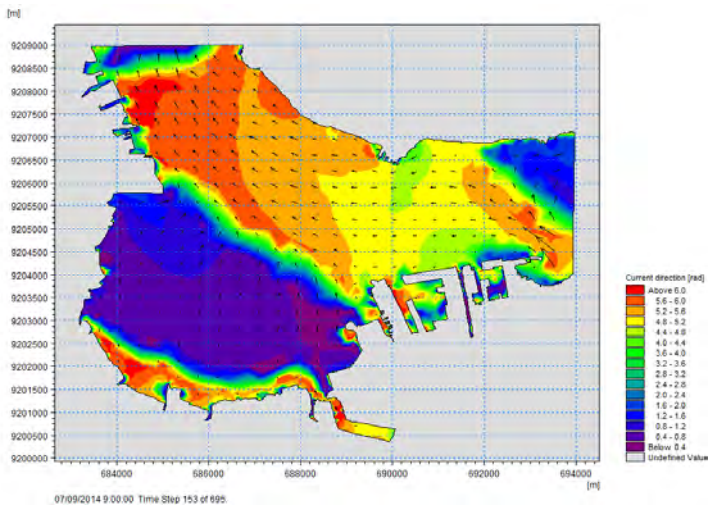 [m]
9209000
9208500
9208000
9207500
9207000
9206500
9206000
9205500
9205000
9204500
9204000
9203500
9203000
9202500
9202000
9201500
9201000
9200500
9200000
684000 686000 688000 690000 692000 694000
[m]
Current direction [rad]
Above 6.0
5.6 - 6.0
5.2 - 5.6
4.8 - 5.2
4.4 - 4.8
4.0 - 4.4
3.6 - 4.0
3.2 - 3.6
2.8 - 3.2
2.4 - 2.8
2.0 - 2.4
1.6 - 2.0
1.2 - 1.6
0.8 - 1.2
0.4 - 0.8
Below 0.4
Undefined Value
07/09/2014 9:00:00 Time Step 153 of 695.